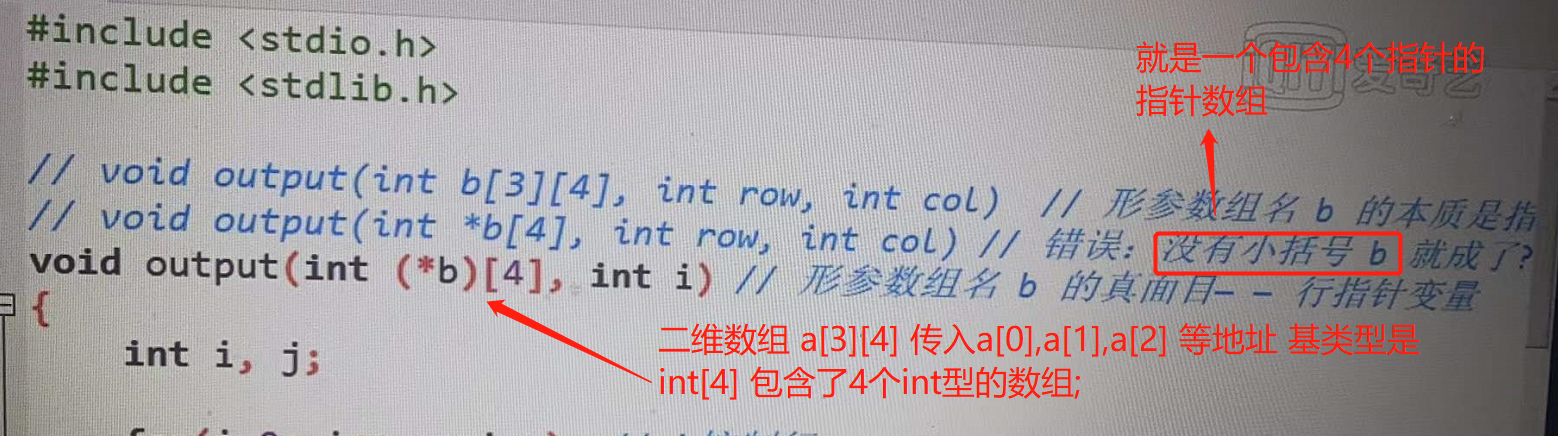 #include <stdio.h>
#include <stdlib.h>
就是一个包含4个指针的
指针数组
爱奇艺
// void output(int b[3][4], int row, int col) // 形参数组名 b 的本质是指
// void output(int *b[4], int row, int col) // 错误：没有小括号 b 就成了?
void output(int (*b)[4], int i) // 形参数组名 b 的真面目- - 行指针变量
{
二维数组 a[3][4] 传入a[0],a[1],a[2] 等地址 基类型是
int[4] 包含了4个int型的数组;
int i, j;